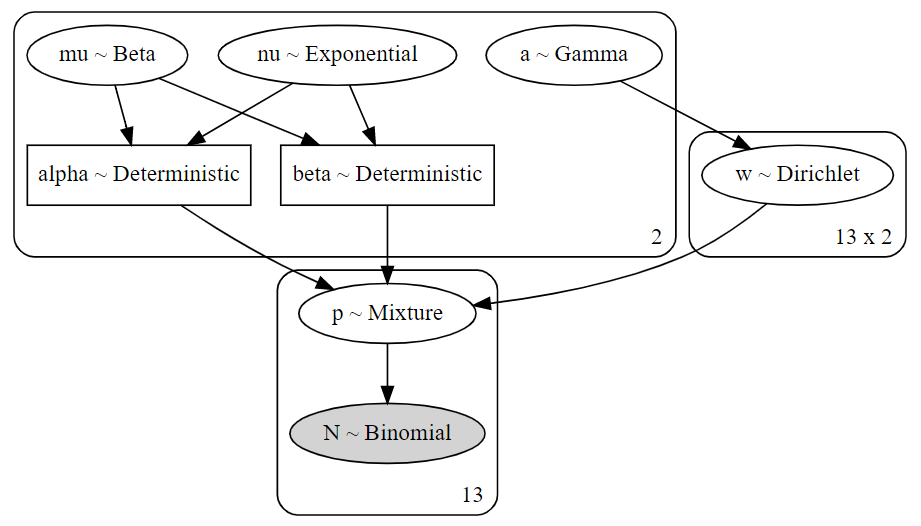 mu ~ Beta
nu ~ Exponential
a ~ Gamma
alpha ~ Deterministic
beta ~ Deterministic
w ~ Dirichlet
2
13 x 2
p ~ Mixture
N ~ Binomial
13